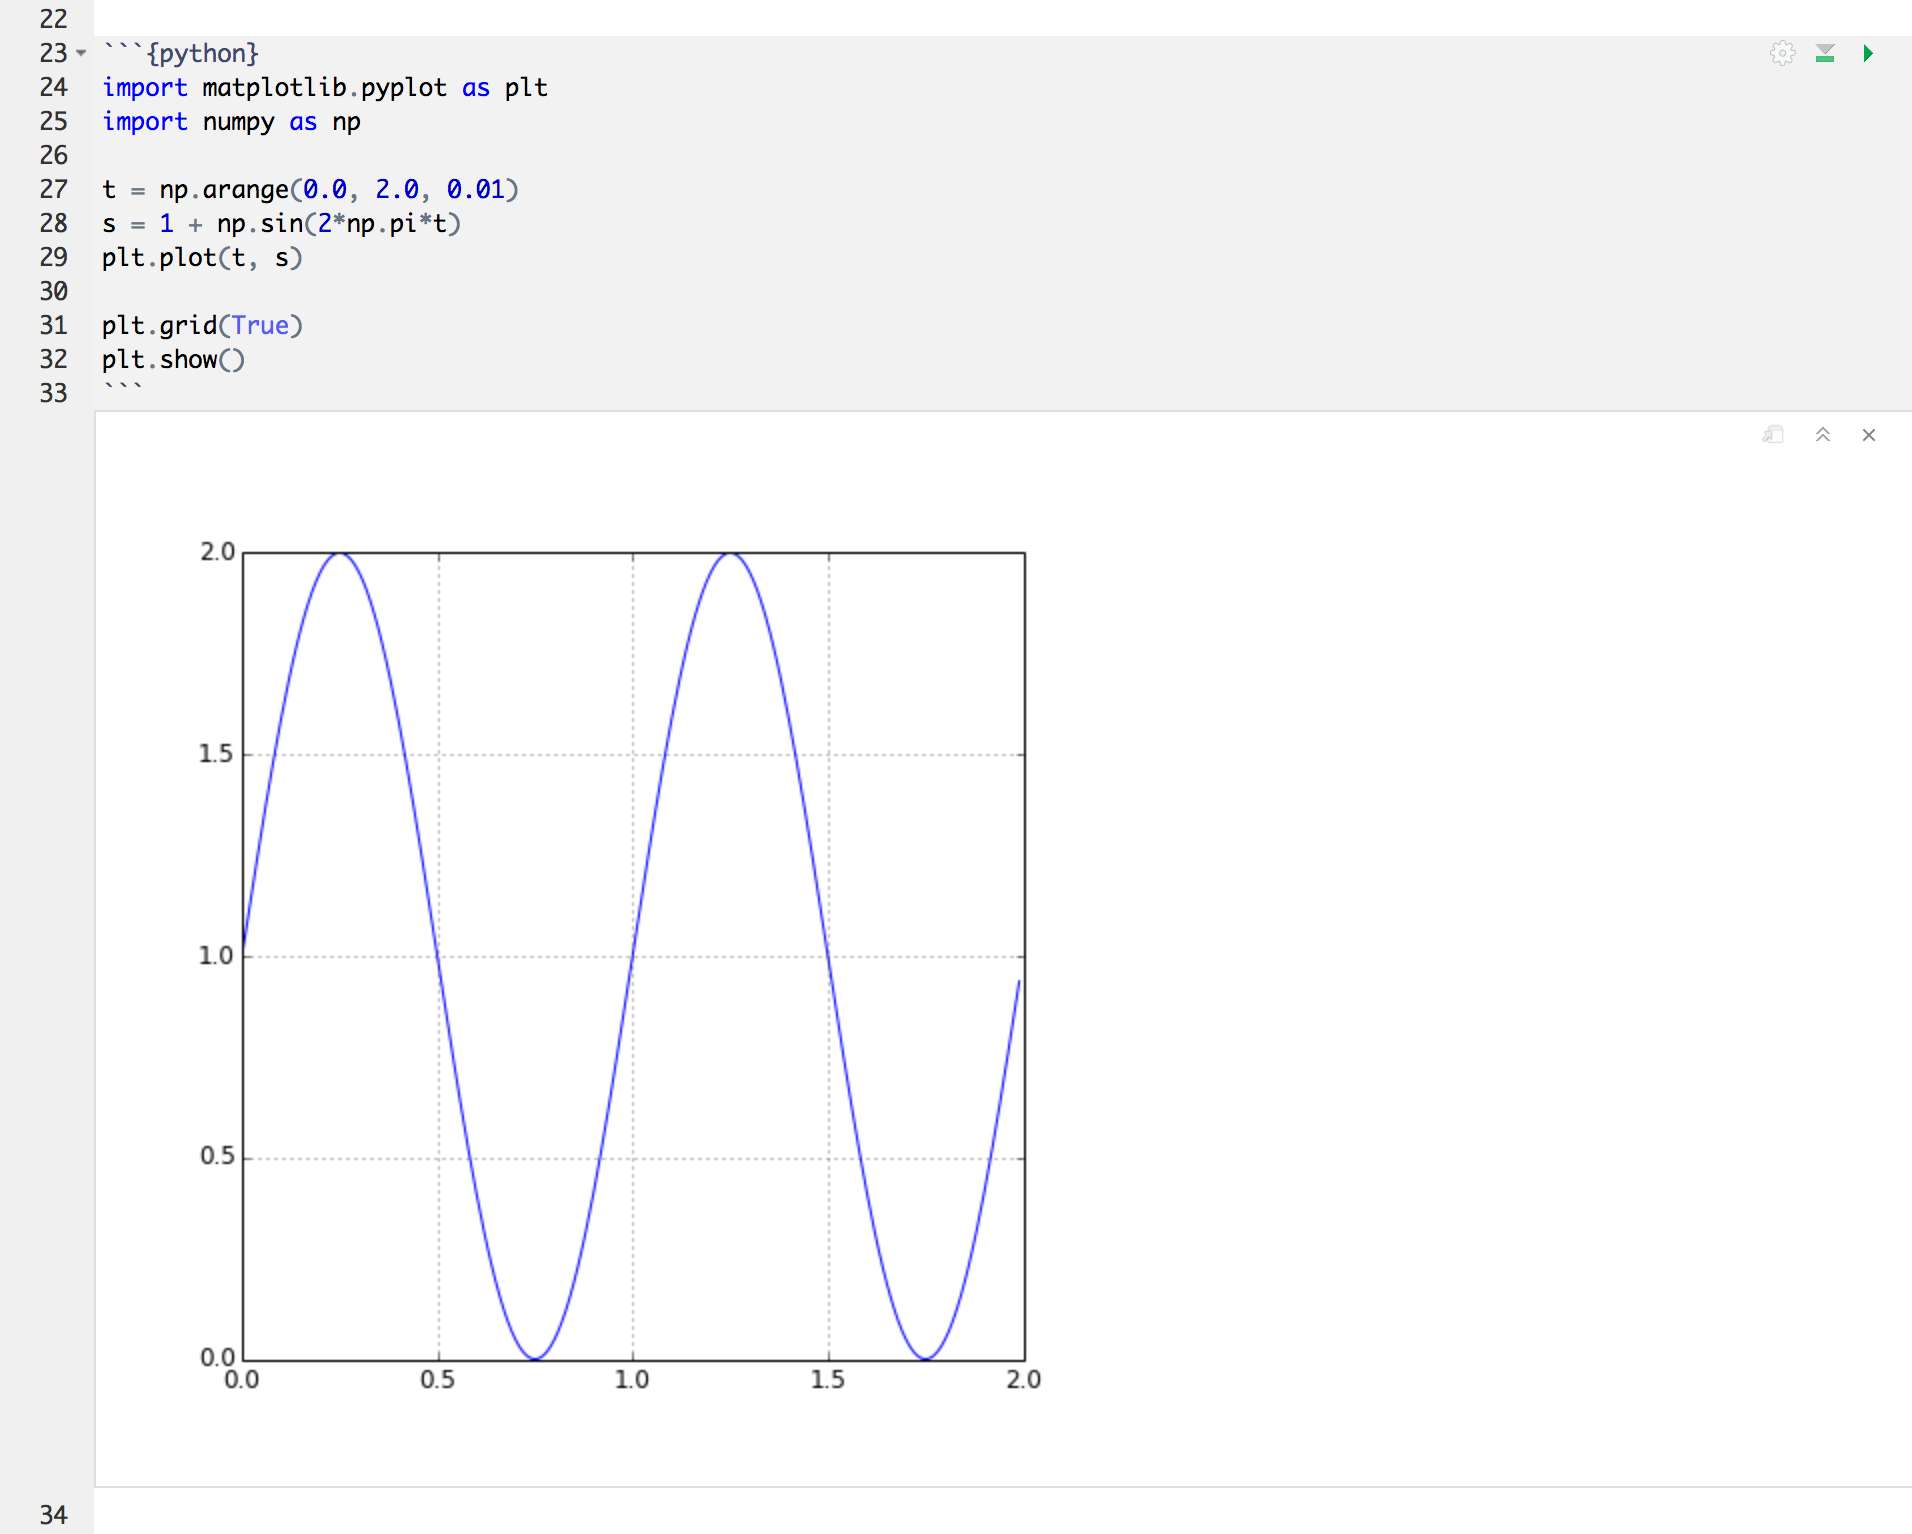 22
23 ```{python}
24 import matplotlib.pyplot as plt
25 import numpy as np
26
27 t = np.arange(0.0, 2.0, 0.01)
28 s = 1 + np.sin(2*np.pi*t)
29 plt.plot(t, s)
30
31 plt.grid(True)
32 plt.show()
33 ```
2.0
1.5
1.0
0.5
0.0
0.0 0.5 1.0 1.5 2.0
34